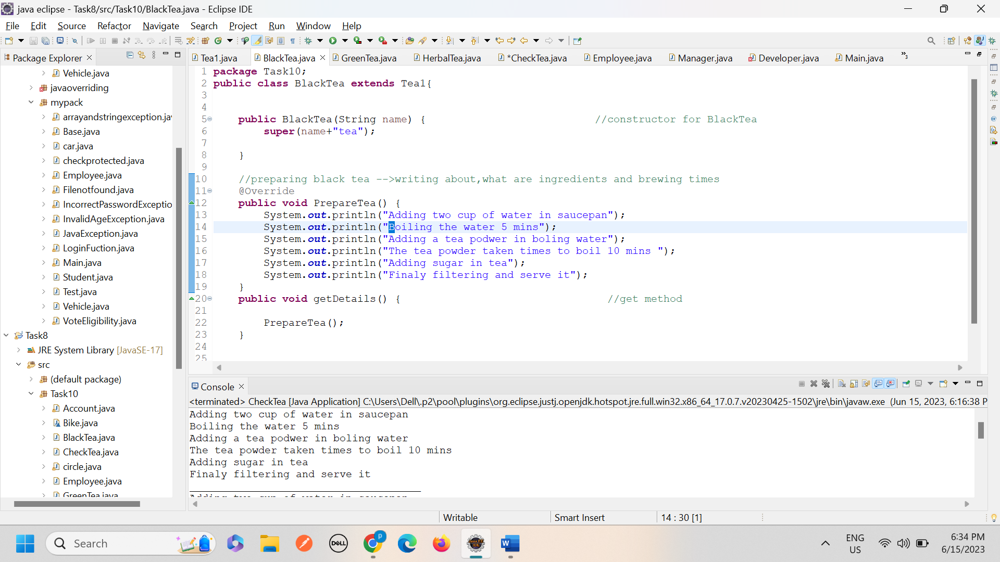 java eclipse - Task8/src/Task10/BlackTea.java - Eclipse IDE
File Edit Source Refactor Navigate Search Project Run Window Help
Package Explorer
Tea1.java BlackTea.java GreenTea.java HerbalTea.java *CheckTea.java Employee.java Manager.java Developer.java Main.java »3
Vehicle.java
javaoverriding
mypack
arrayandstringexception.jav
Base.java
car.java
checkprotected.java
Employee.java
Filenotfound.java
IncorrectPasswordExceptio
InvalidAgeException.java
JavaException.java
LoginFuction.java
Main.java
Student.java
Test.java
Vehicle.java
VoteEligibility.java
Task8
JRE System Library [JavaSE-17]
src
(default package)
Task10
Account.java
Bike.java
BlackTea.java
CheckTea.java
circle.java
Employee.java
GreenTea.java
1 package Task10;
2 public class BlackTea extends Tea1{
3
4
5 public BlackTea(String name) { //constructor for BlackTea
6 super(name+"tea");
7
8 }
9
10 //preparing black tea -->writing about,what are ingredients and brewing times
11 @Override
12 public void PrepareTea() {
13 System.out.println("Adding two cup of water in saucepan");
14 System.out.println("Boiling the water 5 mins");
15 System.out.println("Adding a tea podwer in boling water");
16 System.out.println("The tea powder taken times to boil 10 mins ");
17 System.out.println("Adding sugar in tea");
18 System.out.println("Finaly filtering and serve it");
19 }
20 public void getDetails() { //get method
21
22 PrepareTea();
23 }
24
25
Console
<terminated> CheckTea [Java Application] C:\Users\Dell\.p2\pool\plugins\org.eclipse.justj.openjdk.hotspot.jre.full.win32.x86_64_17.0.7.v20230425-1502\jre\bin\javaw.exe (Jun 15, 2023, 6:16:38 P
Adding two cup of water in saucepan
Boiling the water 5 mins
Adding a tea podwer in boling water
The tea powder taken times to boil 10 mins
Adding sugar in tea
Finaly filtering and serve it
_____________________________________
Adding two cup of water in saucepan
Writable Smart Insert 14 : 30 [1]
Search
DELL
P
Java EE
IDE
W
ENG
US
6:34 PM
6/15/2023